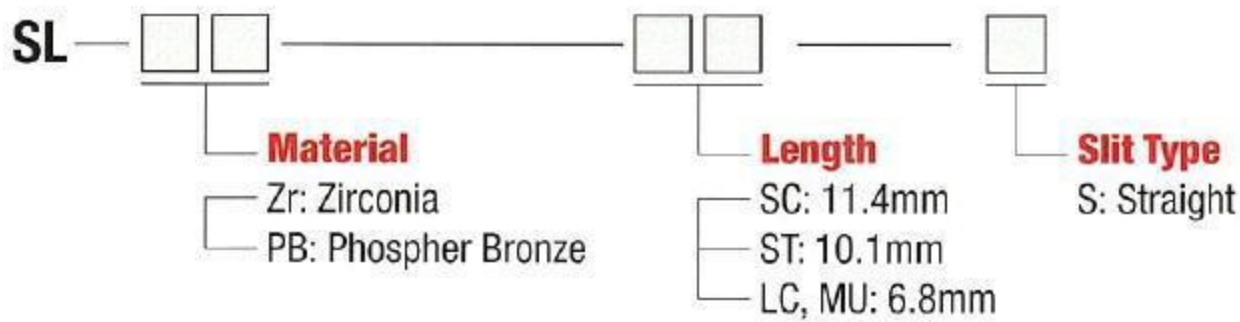 SL
Material
Zr: Zirconia
PB: Phospher Bronze
Length
SC: 11.4mm
ST: 10.1mm
LC, MU: 6.8mm
Slit Type
S: Straight